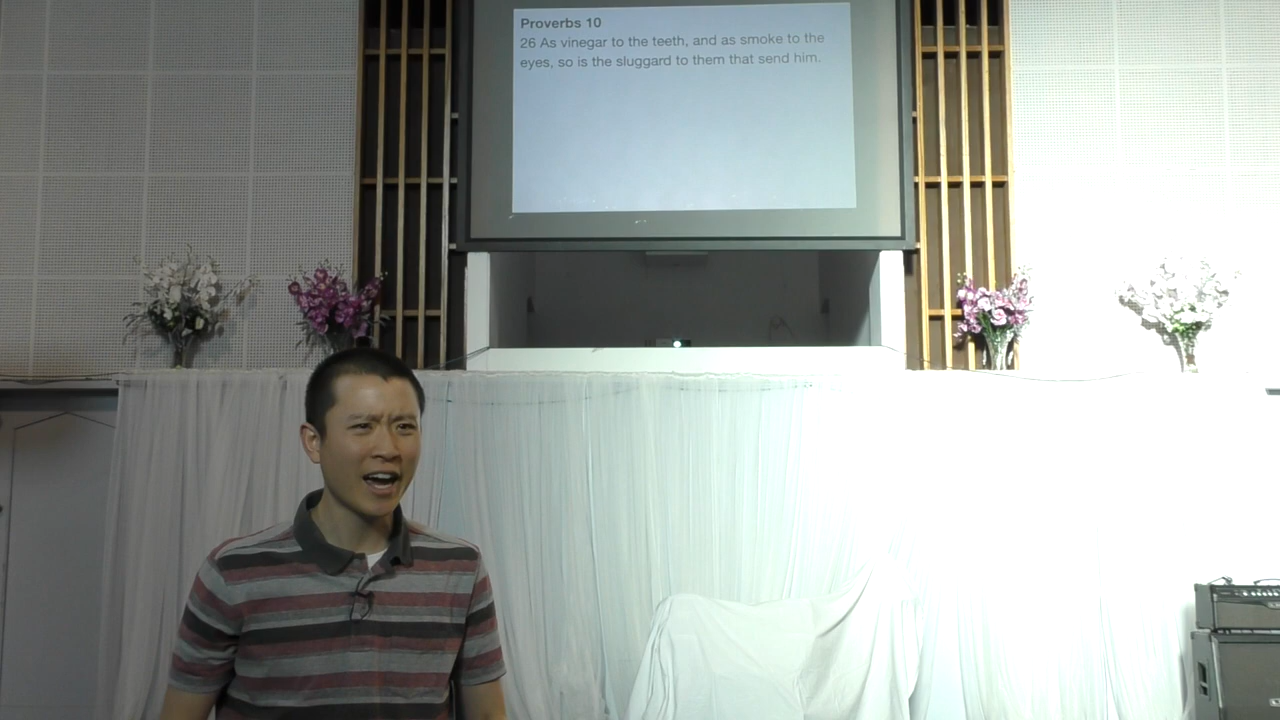 Proverbs 10
26 As vinegar to the teeth, and as smoke to the
eyes, so is the sluggard to them that send him.